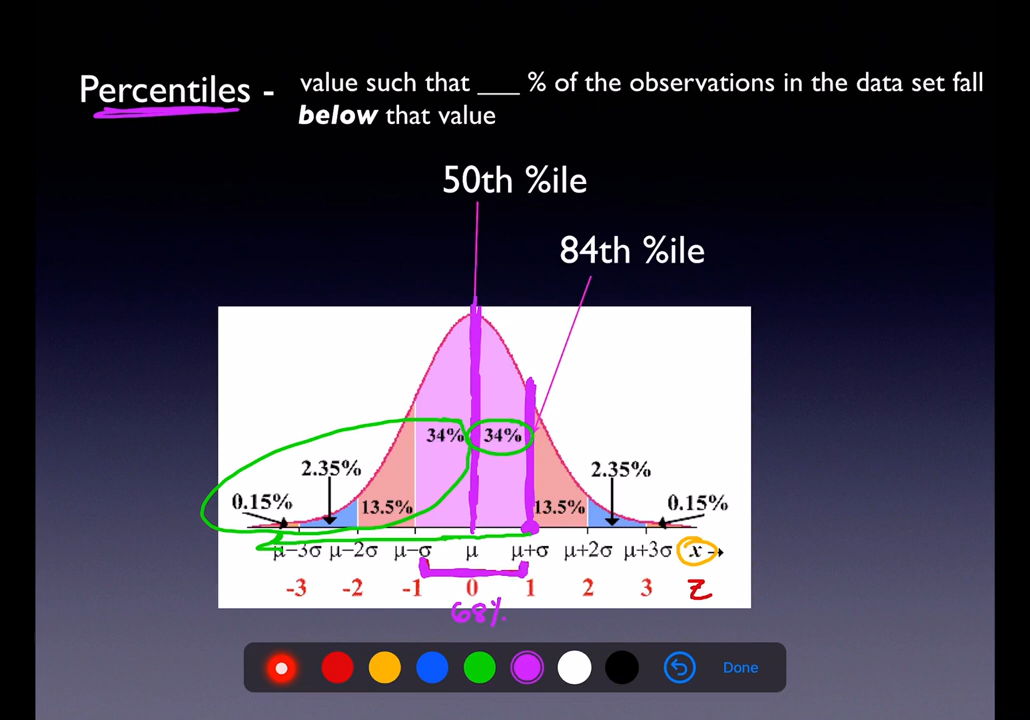 Percentiles - value such that ___ % of the observations in the data set fall
below that value
50th %ile
84th %ile
34% 34%
2.35% 2.35%
0.15% 13.5% 13.5% 0.15%
μ−3σ μ−2σ μ−σ μ μ+σ μ+2σ μ+3σ x
-3 -2 -1 0 1 2 3 Z
68%
Done